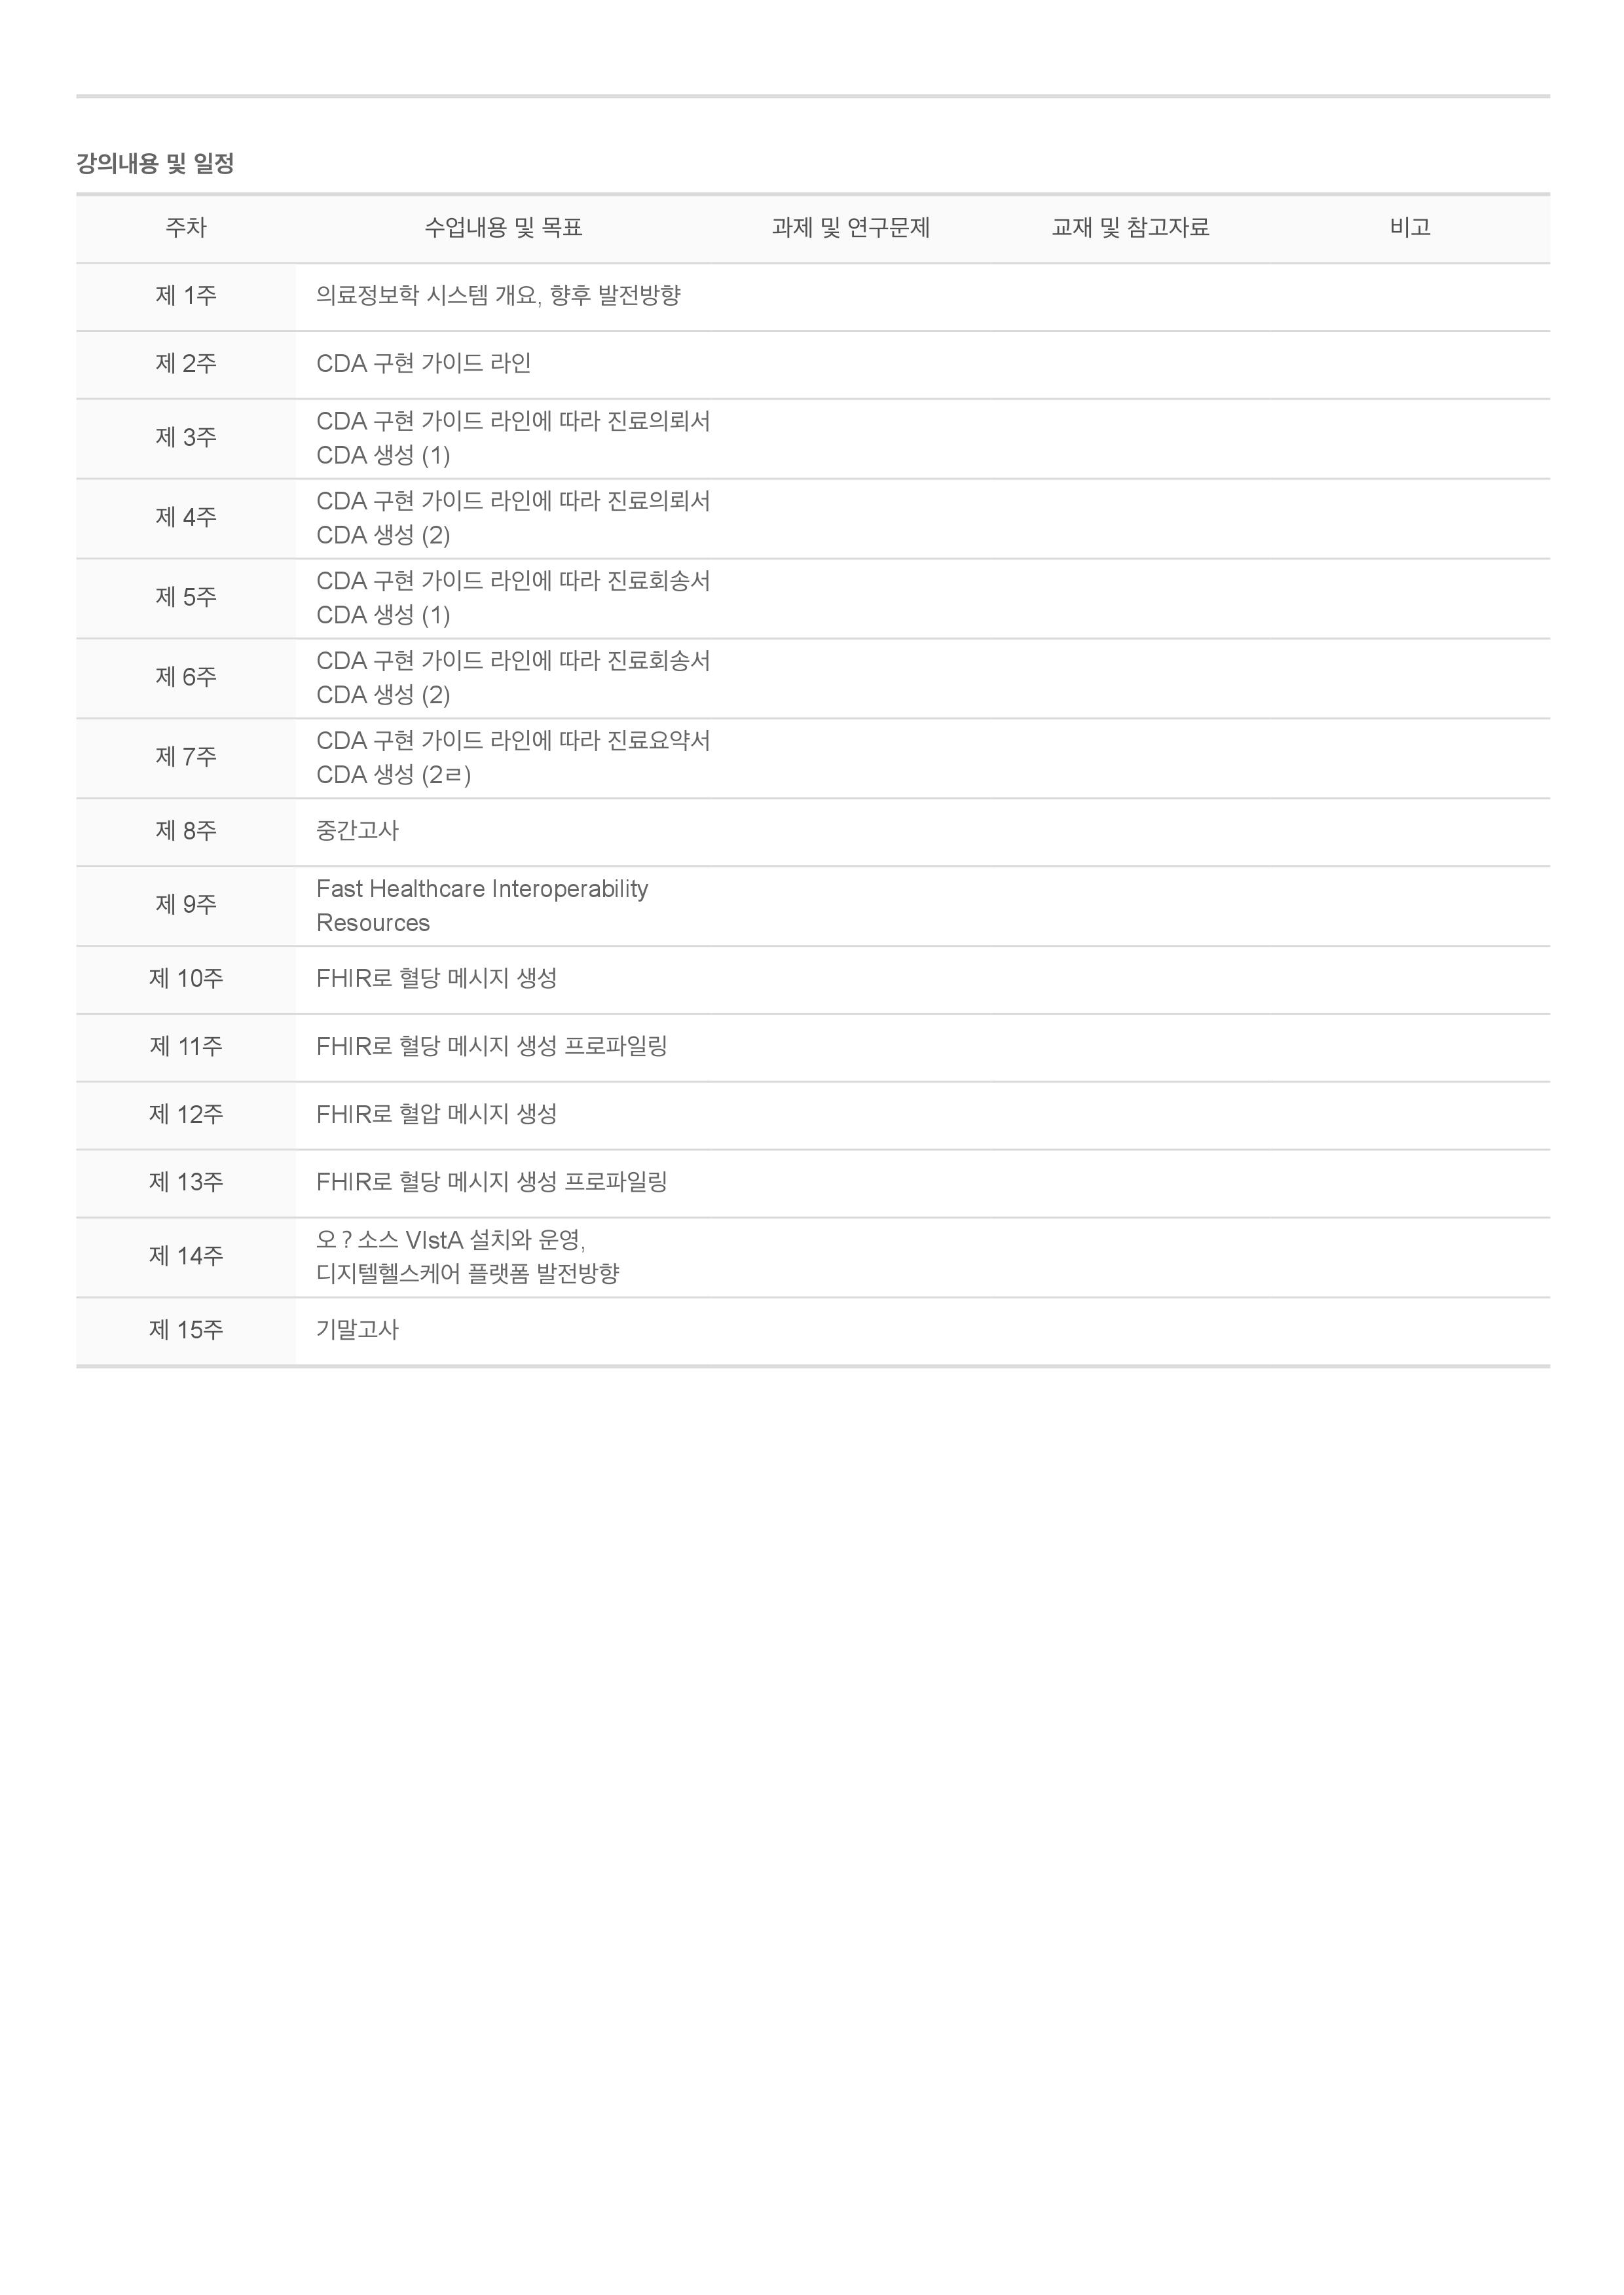 강의내용 및 일정
주차 수업내용 및 목표 과제 및 연구문제 교재 및 참고자료 비고
제 1주 의료정보학 시스템 개요, 향후 발전방향
제 2주 CDA 구현 가이드 라인
제 3주 CDA 구현 가이드 라인에 따라 진료의뢰서
CDA 생성 (1)
제 4주 CDA 구현 가이드 라인에 따라 진료의뢰서
CDA 생성 (2)
제 5주 CDA 구현 가이드 라인에 따라 진료회송서
CDA 생성 (1)
제 6주 CDA 구현 가이드 라인에 따라 진료회송서
CDA 생성 (2)
제 7주 CDA 구현 가이드 라인에 따라 진료요약서
CDA 생성 (2ㄹ)
제 8주 중간고사
제 9주 Fast Healthcare Interoperability
Resources
제 10주 FHIR로 혈당 메시지 생성
제 11주 FHIR로 혈당 메시지 생성 프로파일링
제 12주 FHIR로 혈압 메시지 생성
제 13주 FHIR로 혈당 메시지 생성 프로파일링
제 14주 오 ? 소스 VIstA 설치와 운영,
디지텔헬스케어 플랫폼 발전방향
제 15주 기말고사